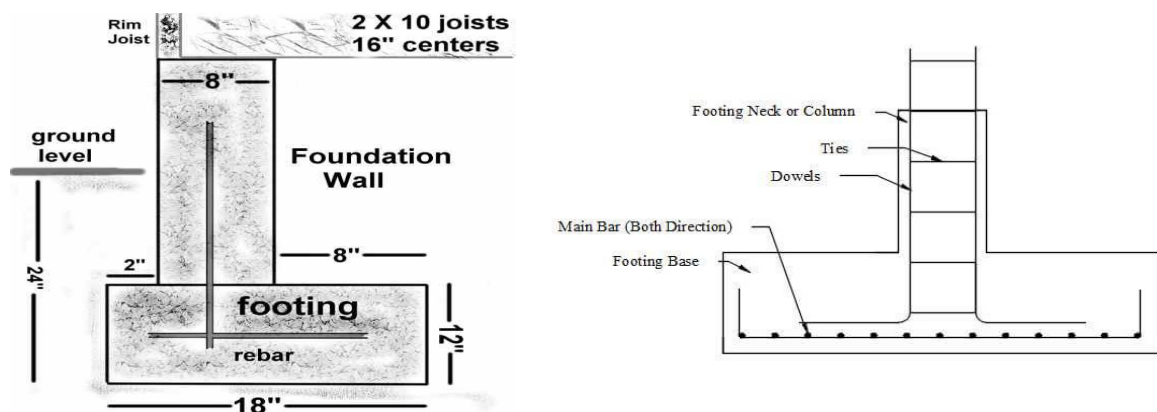 Rim
Joist
2 X 10 joists
16" centers
8"
ground
level
Foundation
Wall
24"
2"
8"
footing
12"
rebar
18"
Footing Neck or Column
Ties
Dowels
Main Bar (Both Direction)
Footing Base